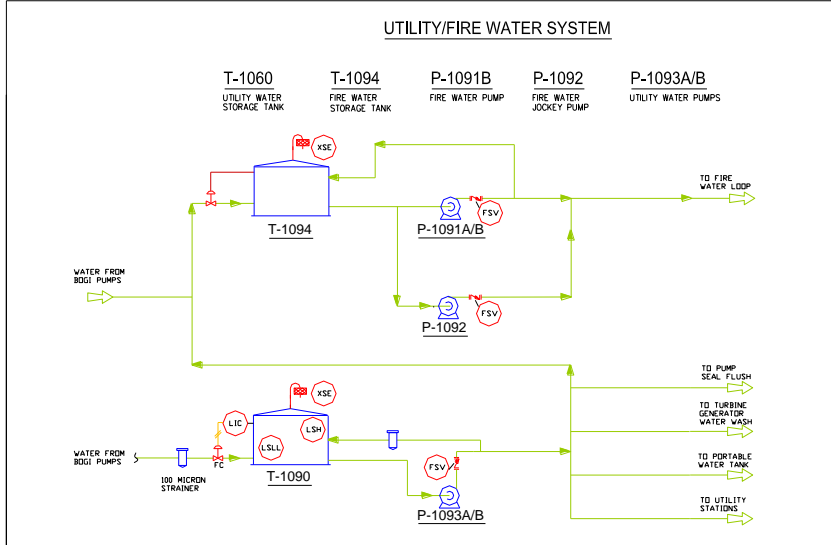 UTILITY/FIRE WATER SYSTEM
T-1060
UTILITY WATER
STORAGE TANK
T-1094
FIRE WATER
STORAGE TANK
P-1091B
FIRE WATER PUMP
P-1092
FIRE WATER
JOCKEY PUMP
P-1093A/B
UTILITY WATER PUMPS
XSE
T-1094
P-1091A/B
FSV
TO FIRE
WATER LOOP
WATER FROM
BOGI PUMPS
P-1092
FSV
XSE
LIC
LSH
LSLL
FC
WATER FROM
BOGI PUMPS
100 MICRON
STRAINER
T-1090
FSV
P-1093A/B
TO PUMP
SEAL FLUSH
TO TURBINE
GENERATOR
WATER WASH
TO PORTABLE
WATER TANK
TO UTILITY
STATIONS